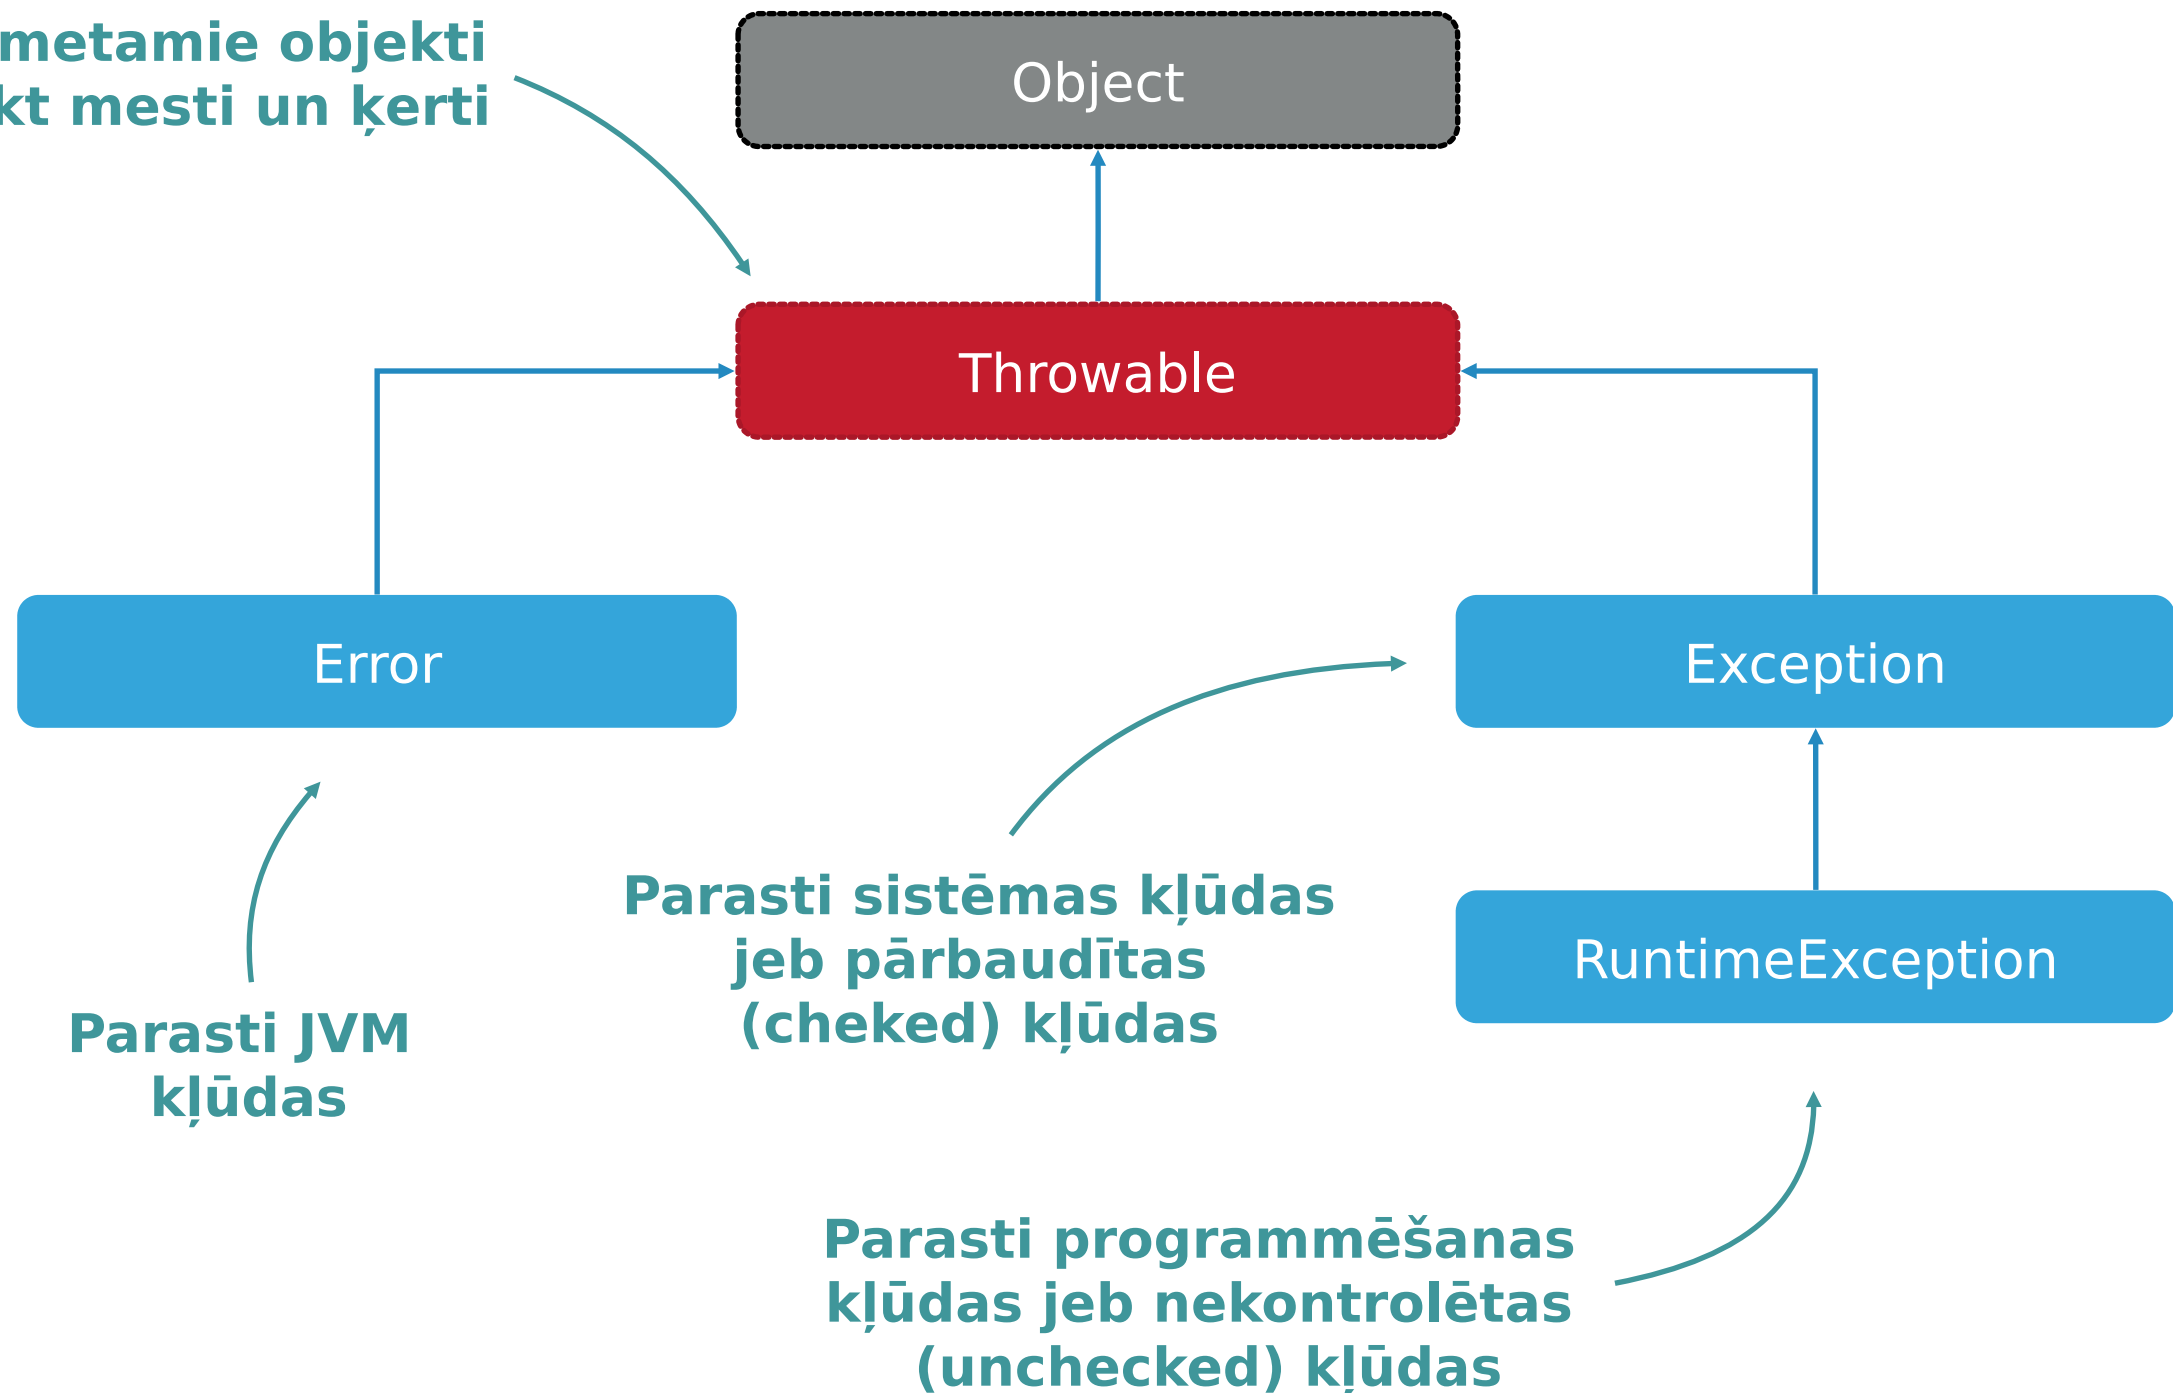 metamie objekti
mesti un ķerti
Object
Throwable
Error
Exception
Parasti sistēmas kļūdas
jeb pārbaudītas
(cheked) kļūdas
RuntimeException
Parasti JVM
kļūdas
Parasti programmēšanas
kļūdas jeb nekontrolētas
(unchecked) kļūdas